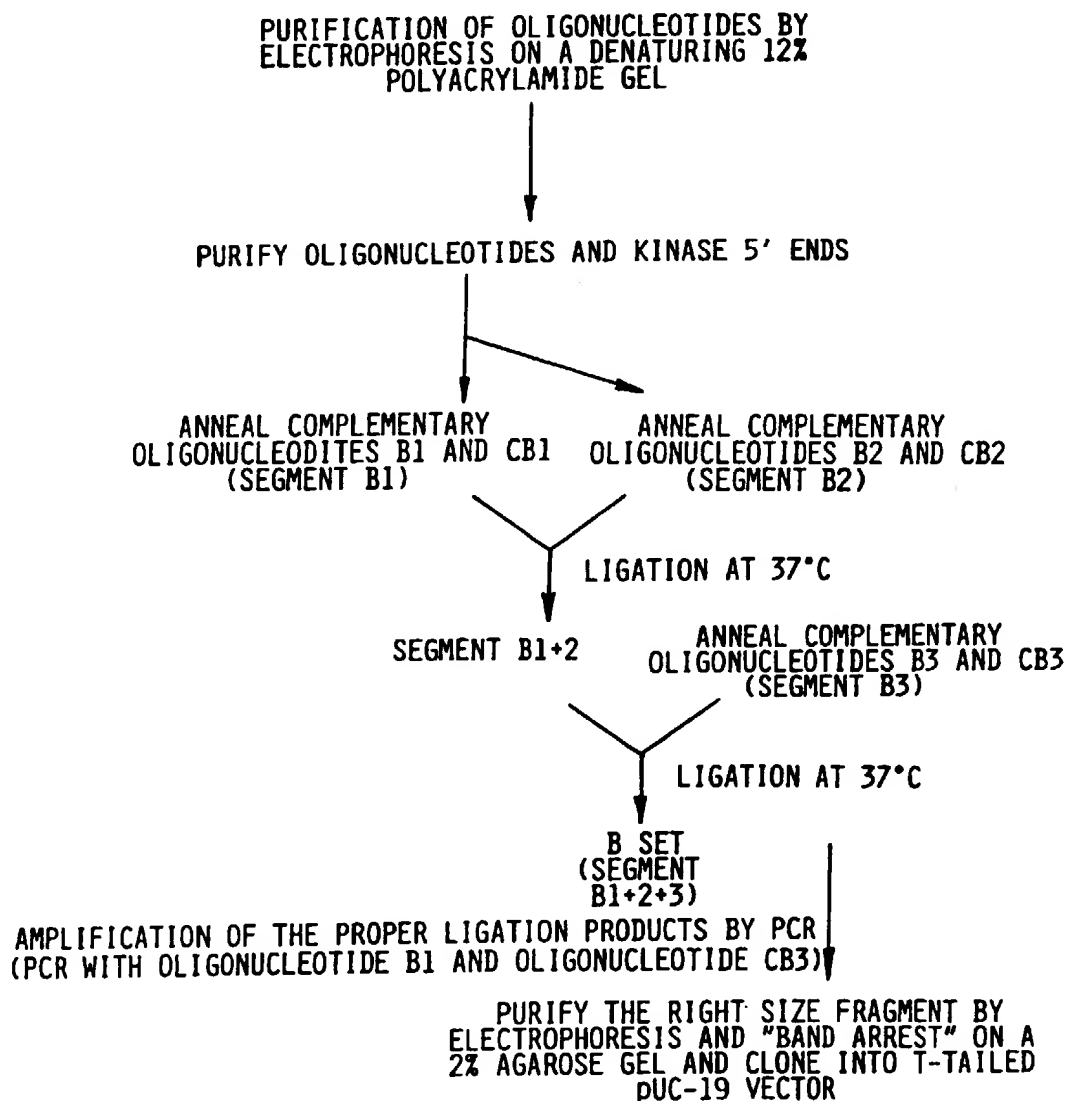 PURIFICATION OF OLIGONUCLEOTIDES BY
ELECTROPHORESIS ON A DENATURING 12%
POLYACRYLAMIDE GEL
PURIFY OLIGONUCLEOTIDES AND KINASE 5' ENDS
ANNEAL COMPLEMENTARY
OLIGONUCLEODITES B1 AND CB1
(SEGMENT B1)
ANNEAL COMPLEMENTARY
OLIGONUCLEOTIDES B2 AND CB2
(SEGMENT B2)
LIGATION AT 37°C
SEGMENT B1+2
ANNEAL COMPLEMENTARY
OLIGONUCLEOTIDES B3 AND CB3
(SEGMENT B3)
LIGATION AT 37°C
B SET
(SEGMENT
B1+2+3)
AMPLIFICATION OF THE PROPER LIGATION PRODUCTS BY PCR
(PCR WITH OLIGONUCLEOTIDE B1 AND OLIGONUCLEOTIDE CB3)
PURIFY THE RIGHT SIZE FRAGMENT BY
ELECTROPHORESIS AND "BAND ARREST" ON A
2% AGAROSE GEL AND CLONE INTO T-TAILED
pUC-19 VECTOR